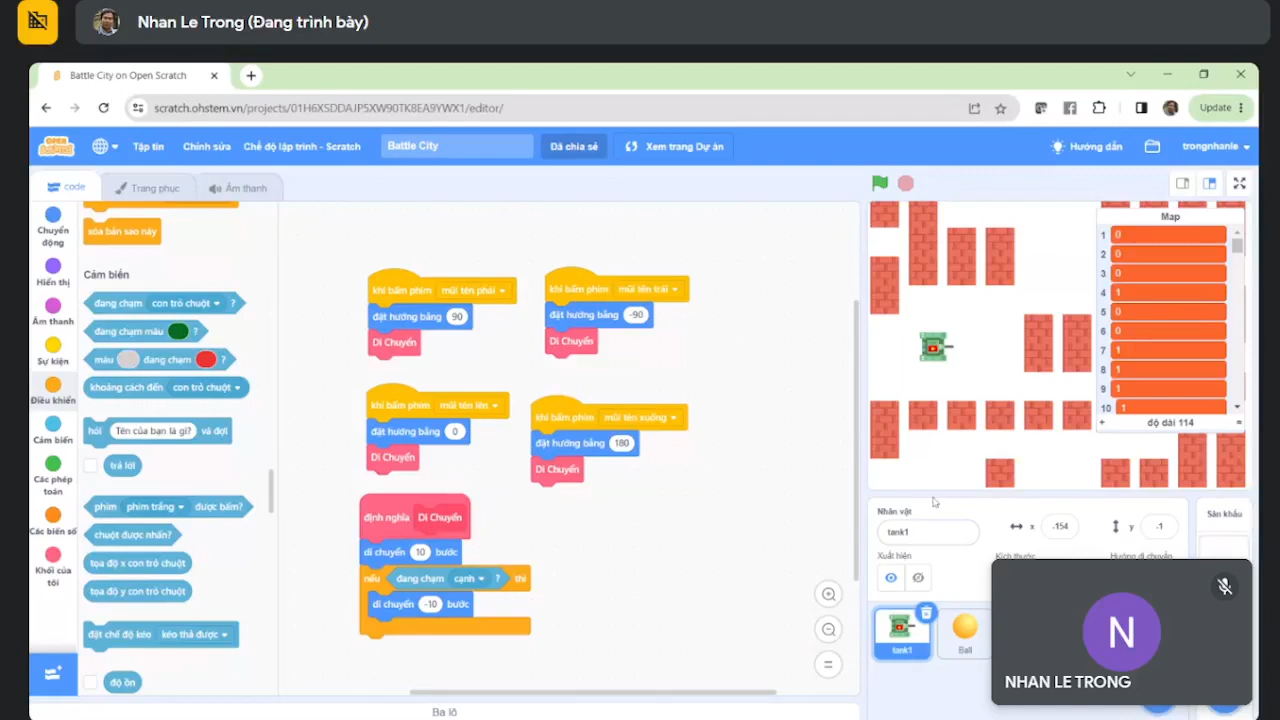 Nhan Le Trong (Đang trình bày)
Battle City on Open Scratch
scratch.ohstem.vn/projects/01H6XSDDAJP5XW90TK8EA9YWX1/editor/
Update
OPEN
Tập tin
Chỉnh sửa
Chế độ lập trình - Scratch
Battle City
Đã chia sẻ
Xem trang Dự án
Hướng dẫn
trongnhanle
code
Trang phục
Âm thanh
Chuyển động
Hiển thị
Âm thanh
Sự kiện
Điều khiển
Cảm biến
Các phép toán
Các biến số
Khối của tôi
xóa bản sao này
Cảm biến
đang chạm con trỏ chuột ?
đang chạm màu ?
màu đang chạm ?
khoảng cách đến con trỏ chuột
hỏi Tên của bạn là gì? và đợi
trả lời
phím phím trắng được bấm?
chuột được nhấn?
tọa độ x con trỏ chuột
tọa độ y con trỏ chuột
đặt chế độ kéo kéo thả được
độ ồn
khi bấm phím mũi tên phải
đặt hướng bằng 90
Di Chuyển
khi bấm phím mũi tên trái
đặt hướng bằng -90
Di Chuyển
khi bấm phím mũi tên lên
đặt hướng bằng 0
Di Chuyển
khi bấm phím mũi tên xuống
đặt hướng bằng 180
Di Chuyển
định nghĩa Di Chuyển
di chuyển 10 bước
nếu đang chạm cạnh ? thì
di chuyển -10 bước
Ba lô
Map
1 0
2 0
3 0
4 1
5 0
6 0
7 1
8 1
9 1
10 1
+ độ dài 114 =
Nhân vật
tank1
x -154
y -1
Xuất hiện
Kích thước
Hướng di chuyển
Sân khấu
tank1
Ball
N
NHAN LE TRONG